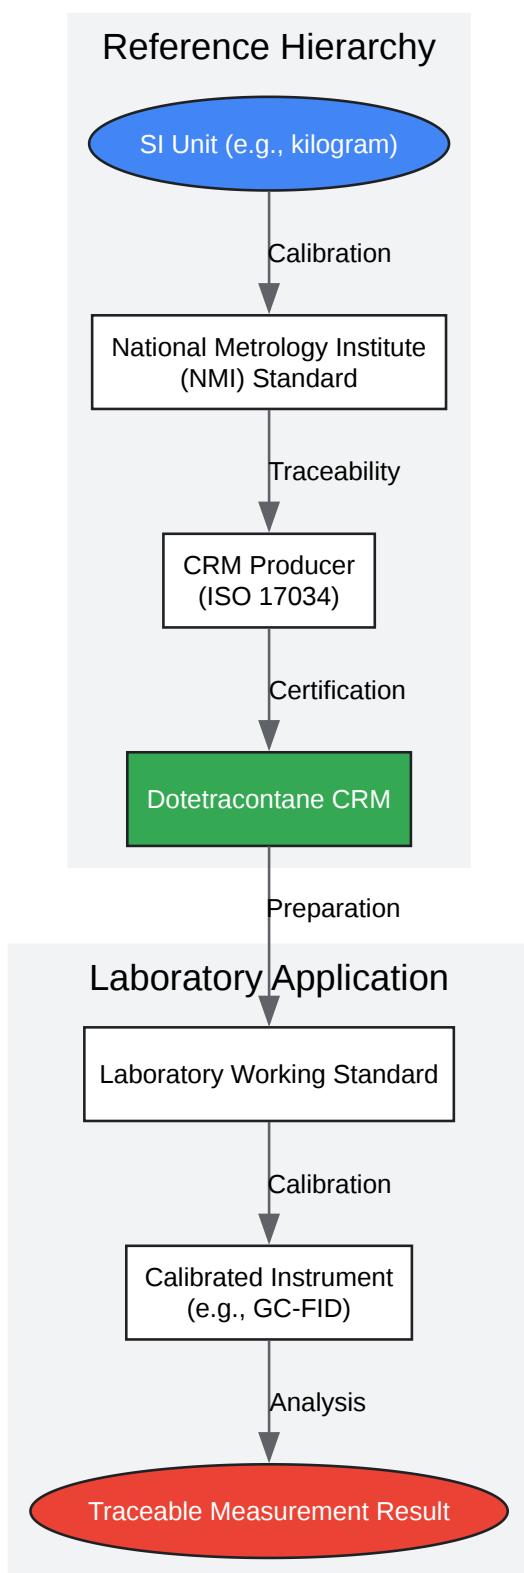 Reference Hierarchy
SI Unit (e.g., kilogram)
Calibration
National Metrology Institute
(NMI) Standard
Traceability
CRM Producer
(ISO 17034)
Certification
Dotetracontane CRM
Preparation
Laboratory Application
Laboratory Working Standard
Calibration
Calibrated Instrument
(e.g., GC-FID)
Analysis
Traceable Measurement Result